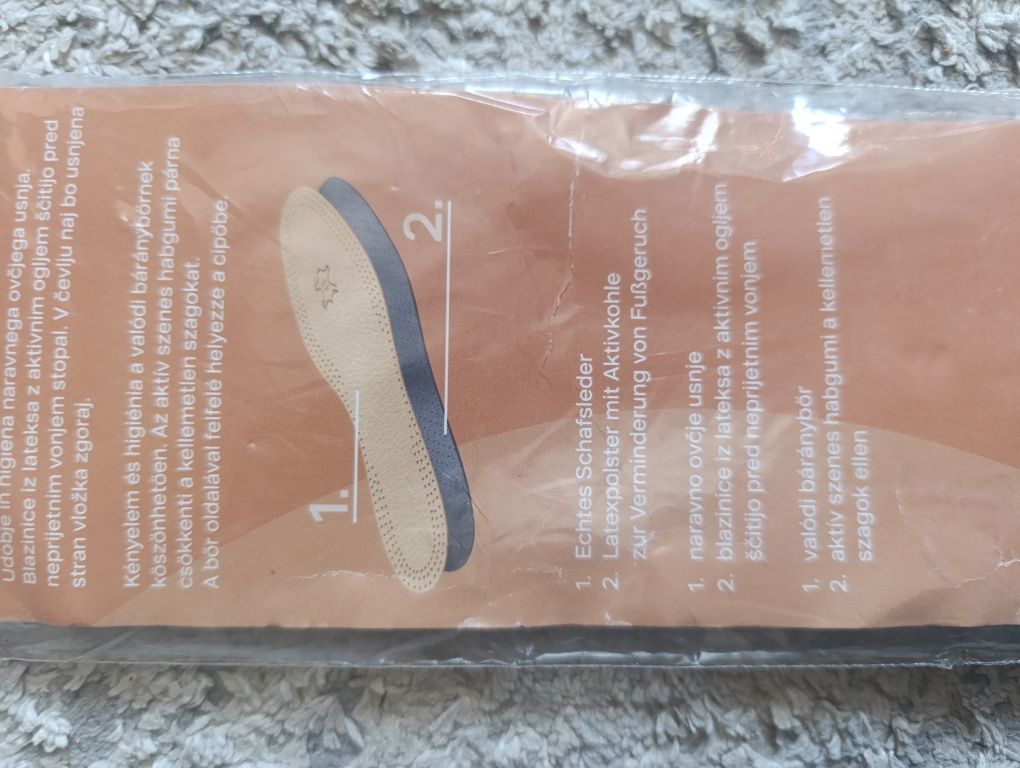 Udobje in higiena naravnega ovčjega usnja.
Blazinice iz lateksa z aktivnim ogljem ščitijo pred
neprijetnim vonjem stopal. V čevlju naj bo usnjena
stran vložka zgoraj.
Kényelem és higiénia a valódi báránybőrnek
köszönhetően. Az aktív szenes habgumi párna
csökkenti a kellemetlen szagokat.
A bőr oldalával felfelé helyezze a cipőbe.
1.
2.
1. Echtes Schafsleder
2. Latexpolster mit Aktivkohle
zur Verminderung von Fußgeruch
1. naravno ovčje usnje
2. blazinice iz lateksa z aktivnim ogljem
ščitijo pred neprijetnim vonjem
1. valódi báránybőr
2. aktív szenes habgumi a kellemetlen
szagok ellen